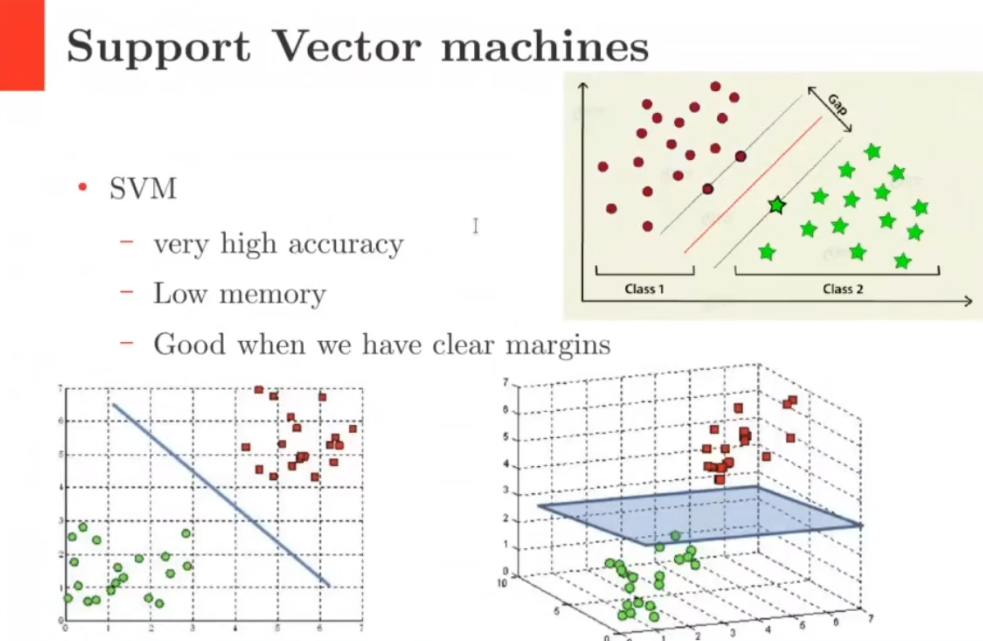 Support Vector machines
Gap
• SVM
– very high accuracy
– Low memory
– Good when we have clear margins
Class 1
Class 2
7
6
5
4
3
2
1
0
0 1 2 3 4 5 6 7
7
6
5
4
3
2
1
0
10
5
0
0 1 2 3 4 5 6 7